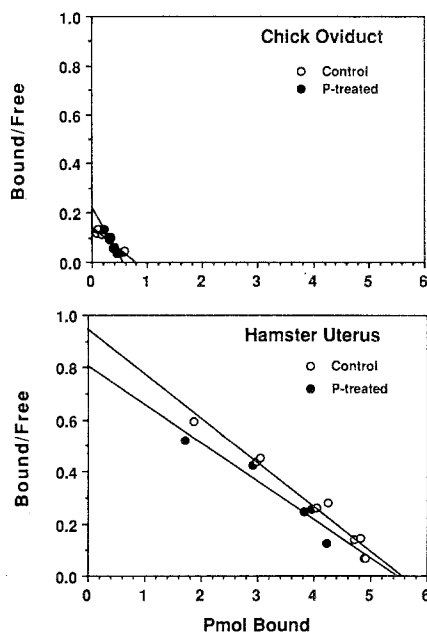 Chick Oviduct
Control
P-treated
Bound/Free
1.0
0.8
0.6
0.4
0.2
0.0
0 1 2 3 4 5 6
Hamster Uterus
Control
P-treated
Bound/Free
1.0
0.8
0.6
0.4
0.2
0.0
0 1 2 3 4 5 6
Pmol Bound